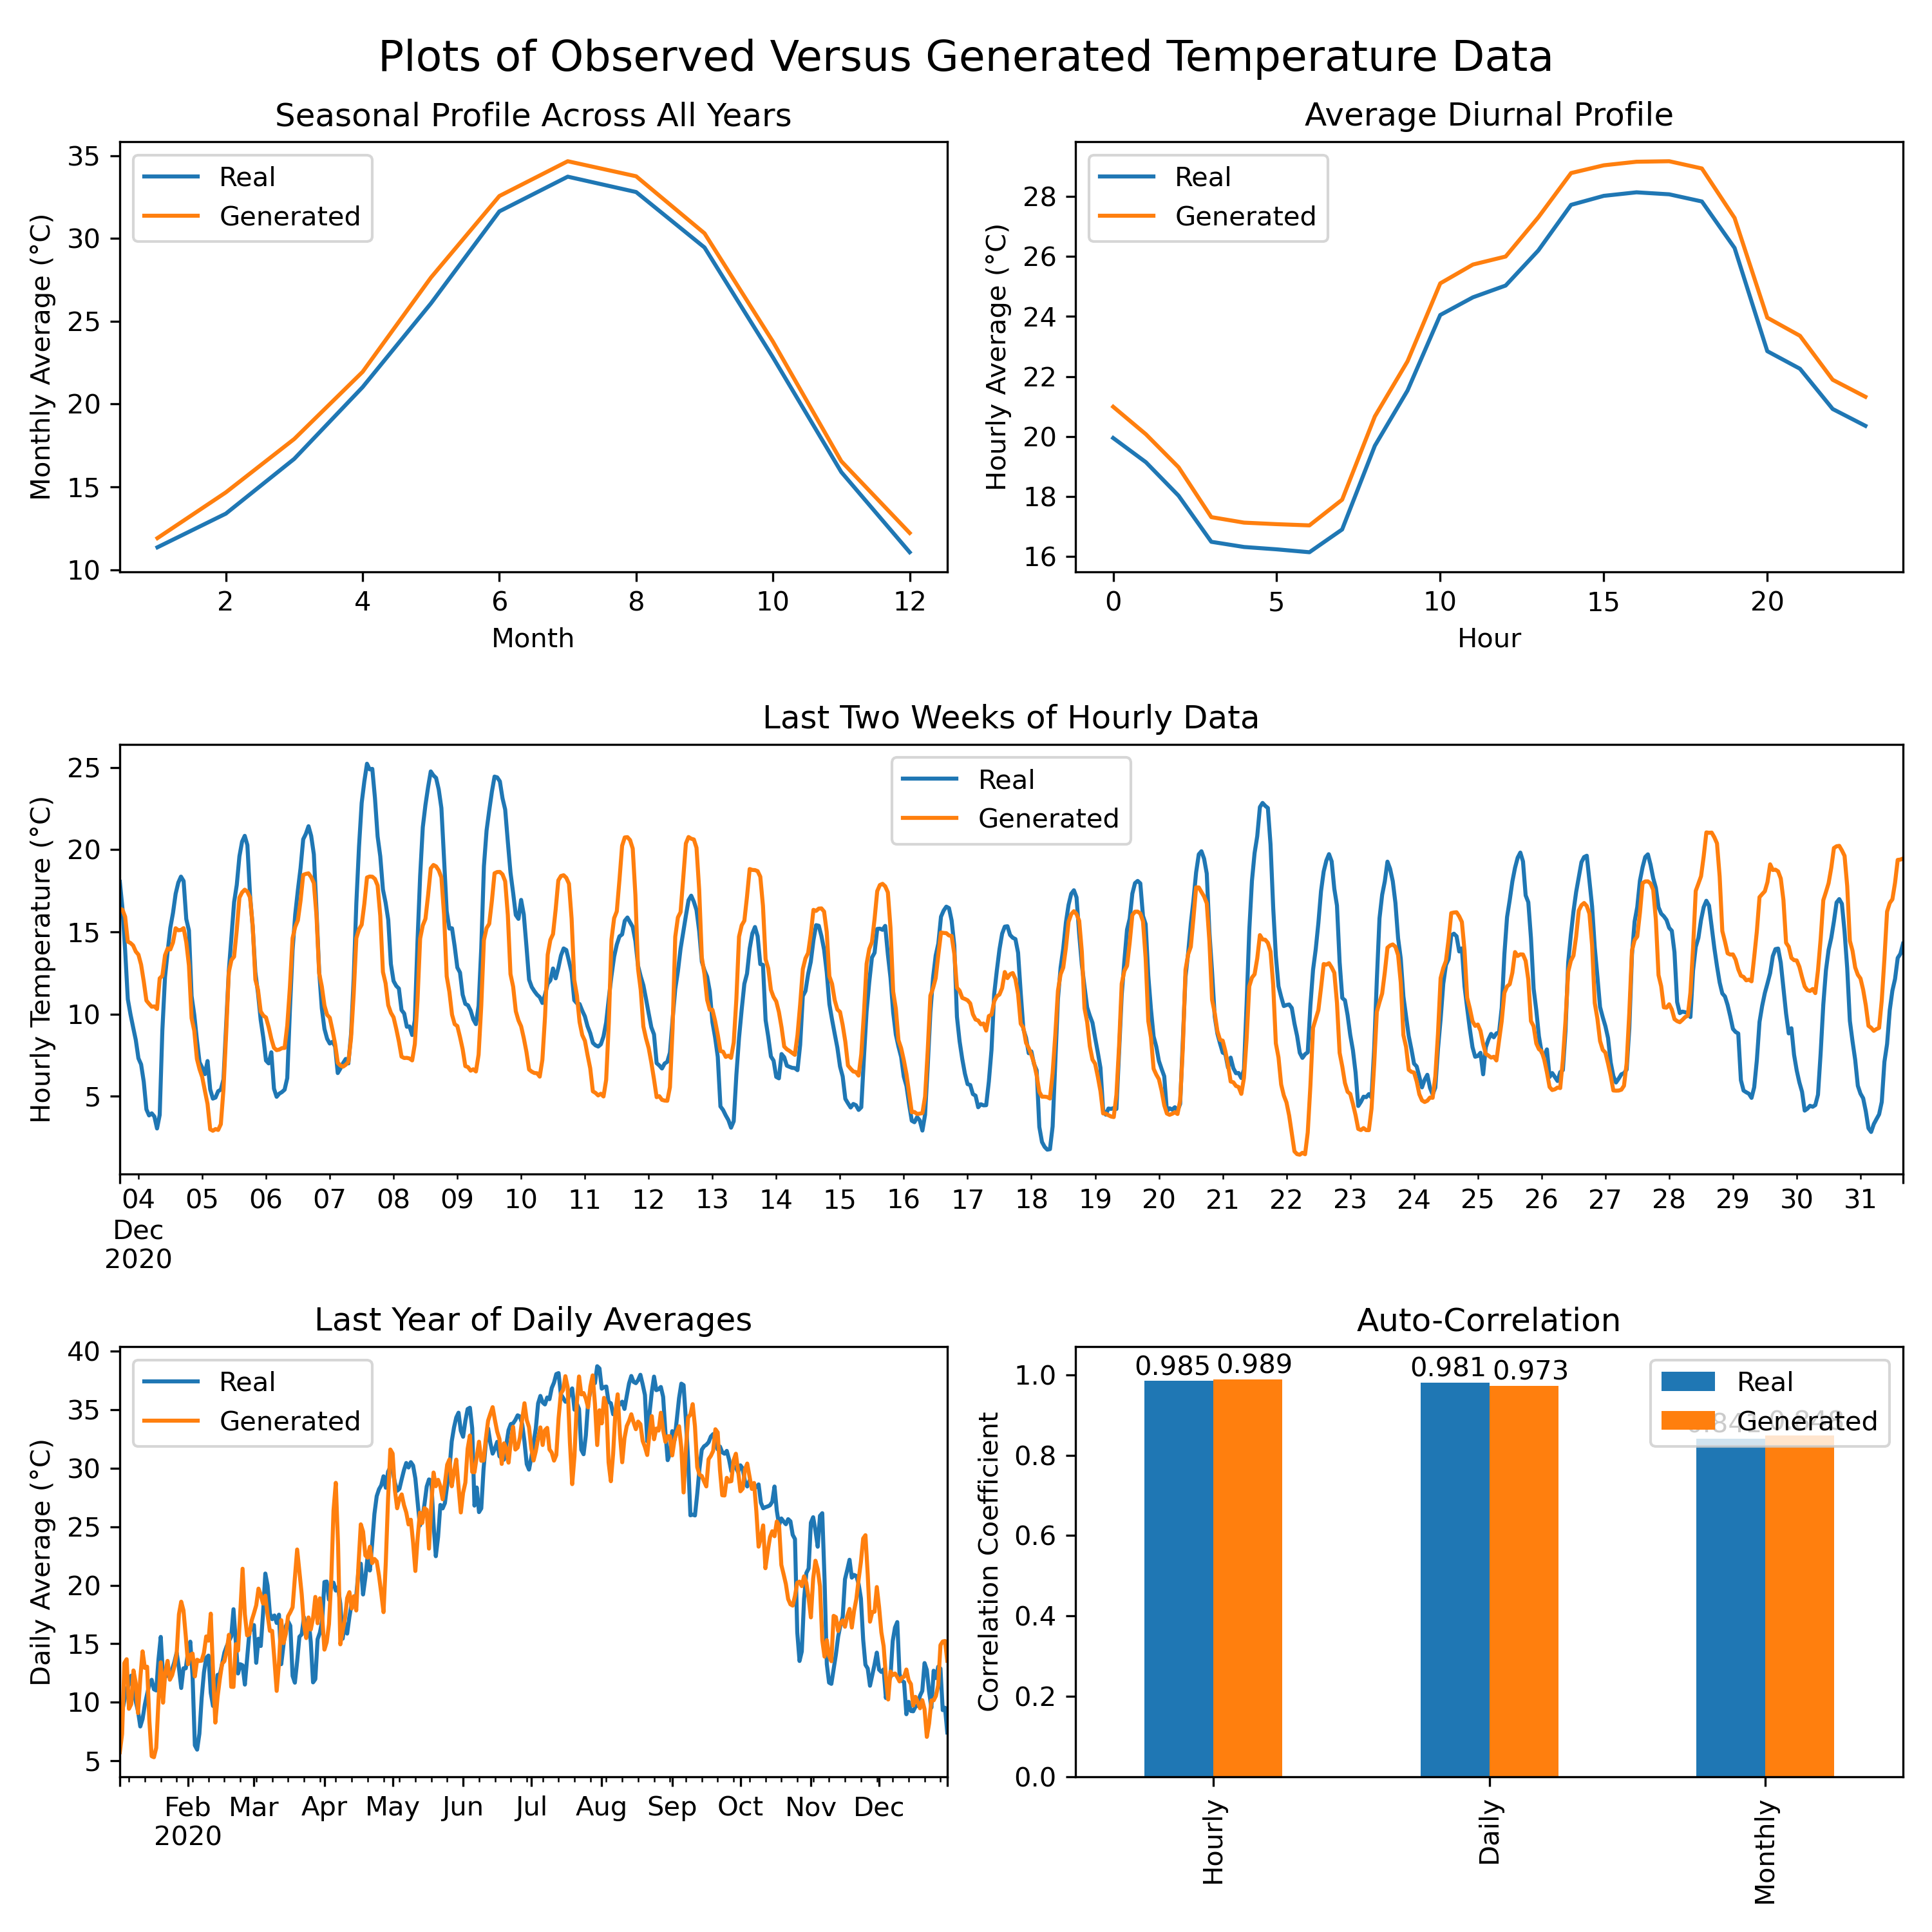 Plots of Observed Versus Generated Temperature Data
Seasonal Profile Across All Years
Monthly Average (°C)
35
30
25
20
15
10
Real
Generated
2 4 6 8 10 12
Month
Average Diurnal Profile
Hourly Average (°C)
28
26
24
22
20
18
16
Real
Generated
0 5 10 15 20
Hour
Last Two Weeks of Hourly Data
Hourly Temperature (°C)
25
20
15
10
5
Real
Generated
04 05 06 07 08 09 10 11 12 13 14 15 16 17 18 19 20 21 22 23 24 25 26 27 28 29 30 31
Dec
2020
Last Year of Daily Averages
Daily Average (°C)
40
35
30
25
20
15
10
5
Real
Generated
Feb Mar Apr May Jun Jul Aug Sep Oct Nov Dec
2020
Auto-Correlation
Correlation Coefficient
1.0
0.8
0.6
0.4
0.2
0.0
0.985 0.989 0.981 0.973
Real
Generated
Hourly
Daily
Monthly